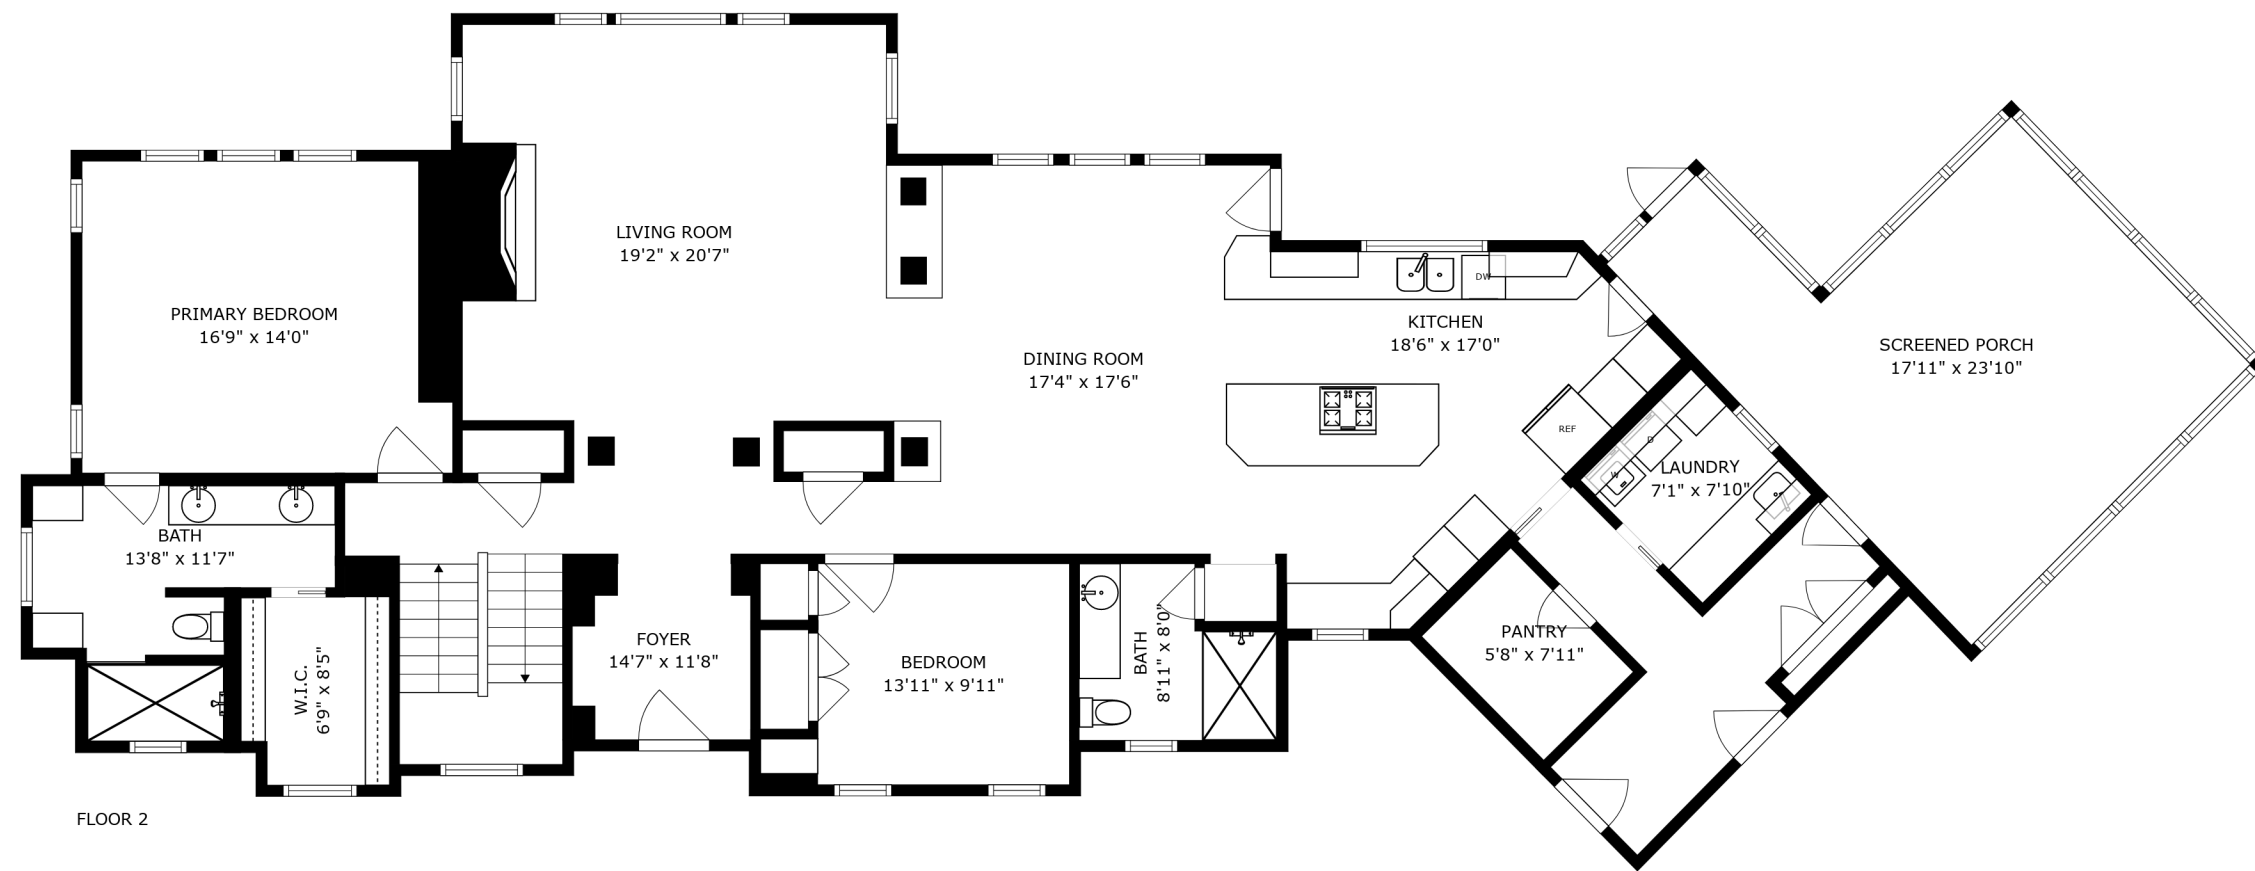 LIVING ROOM
19'2" x 20'7"
PRIMARY BEDROOM
16'9" x 14'0"
DINING ROOM
17'4" x 17'6"
DW
KITCHEN
18'6" x 17'0"
SCREENED PORCH
17'11" x 23'10"
REF
D
W
LAUNDRY
7'1" x 7'10"
BATH
13'8" x 11'7"
W.I.C.
6'9" x 8'5"
FOYER
14'7" x 11'8"
BEDROOM
13'11" x 9'11"
BATH
8'11" x 8'0"
PANTRY
5'8" x 7'11"
FLOOR 2